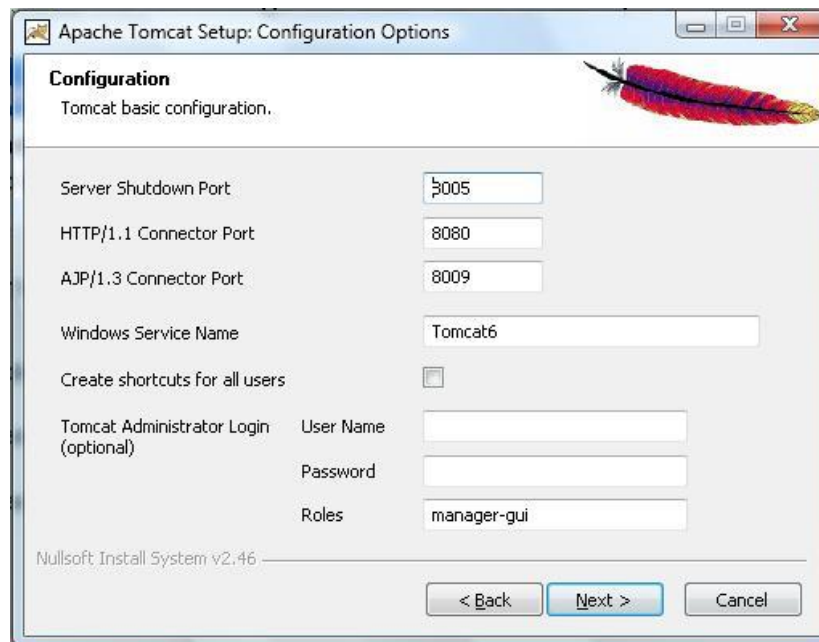 Apache Tomcat Setup: Configuration Options
Configuration
Tomcat basic configuration.
Server Shutdown Port 8005
HTTP/1.1 Connector Port 8080
AJP/1.3 Connector Port 8009
Windows Service Name Tomcat6
Create shortcuts for all users
Tomcat Administrator Login User Name
(optional)
Password
Roles manager-gui
Nullsoft Install System v2.46
< Back Next > Cancel